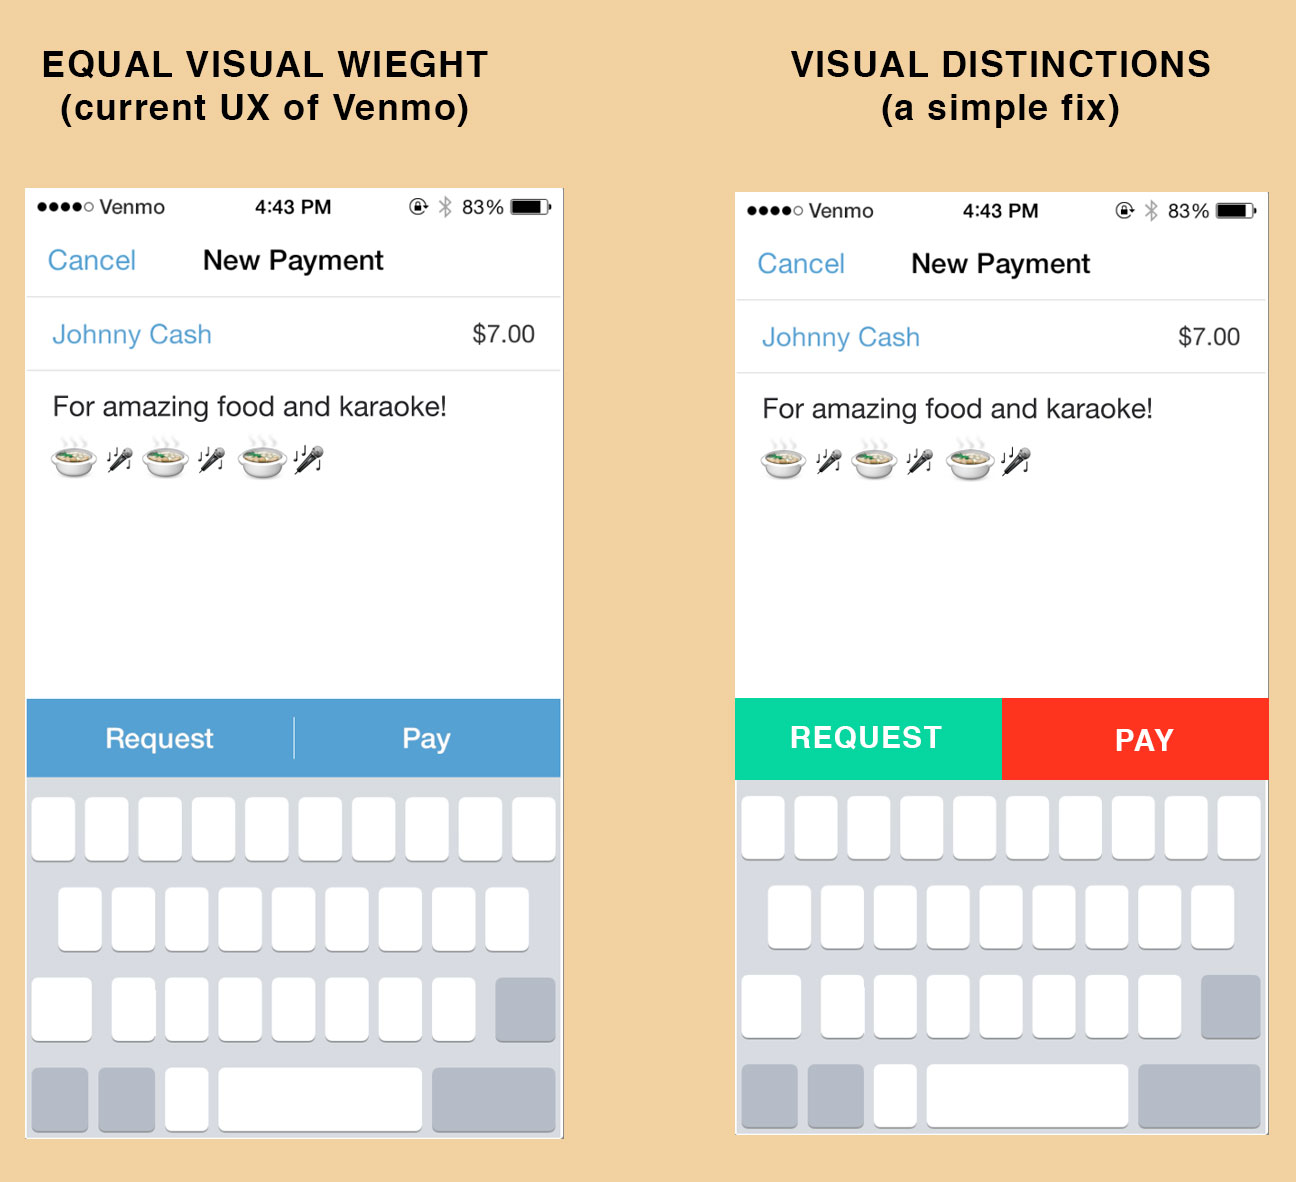 EQUAL VISUAL WIEGHT
(current UX of Venmo)
Venmo 4:43 PM 83%
Cancel New Payment
Johnny Cash $7.00
For amazing food and karaoke!
Request Pay
VISUAL DISTINCTIONS
(a simple fix)
Venmo 4:43 PM 83%
Cancel New Payment
Johnny Cash $7.00
For amazing food and karaoke!
REQUEST PAY